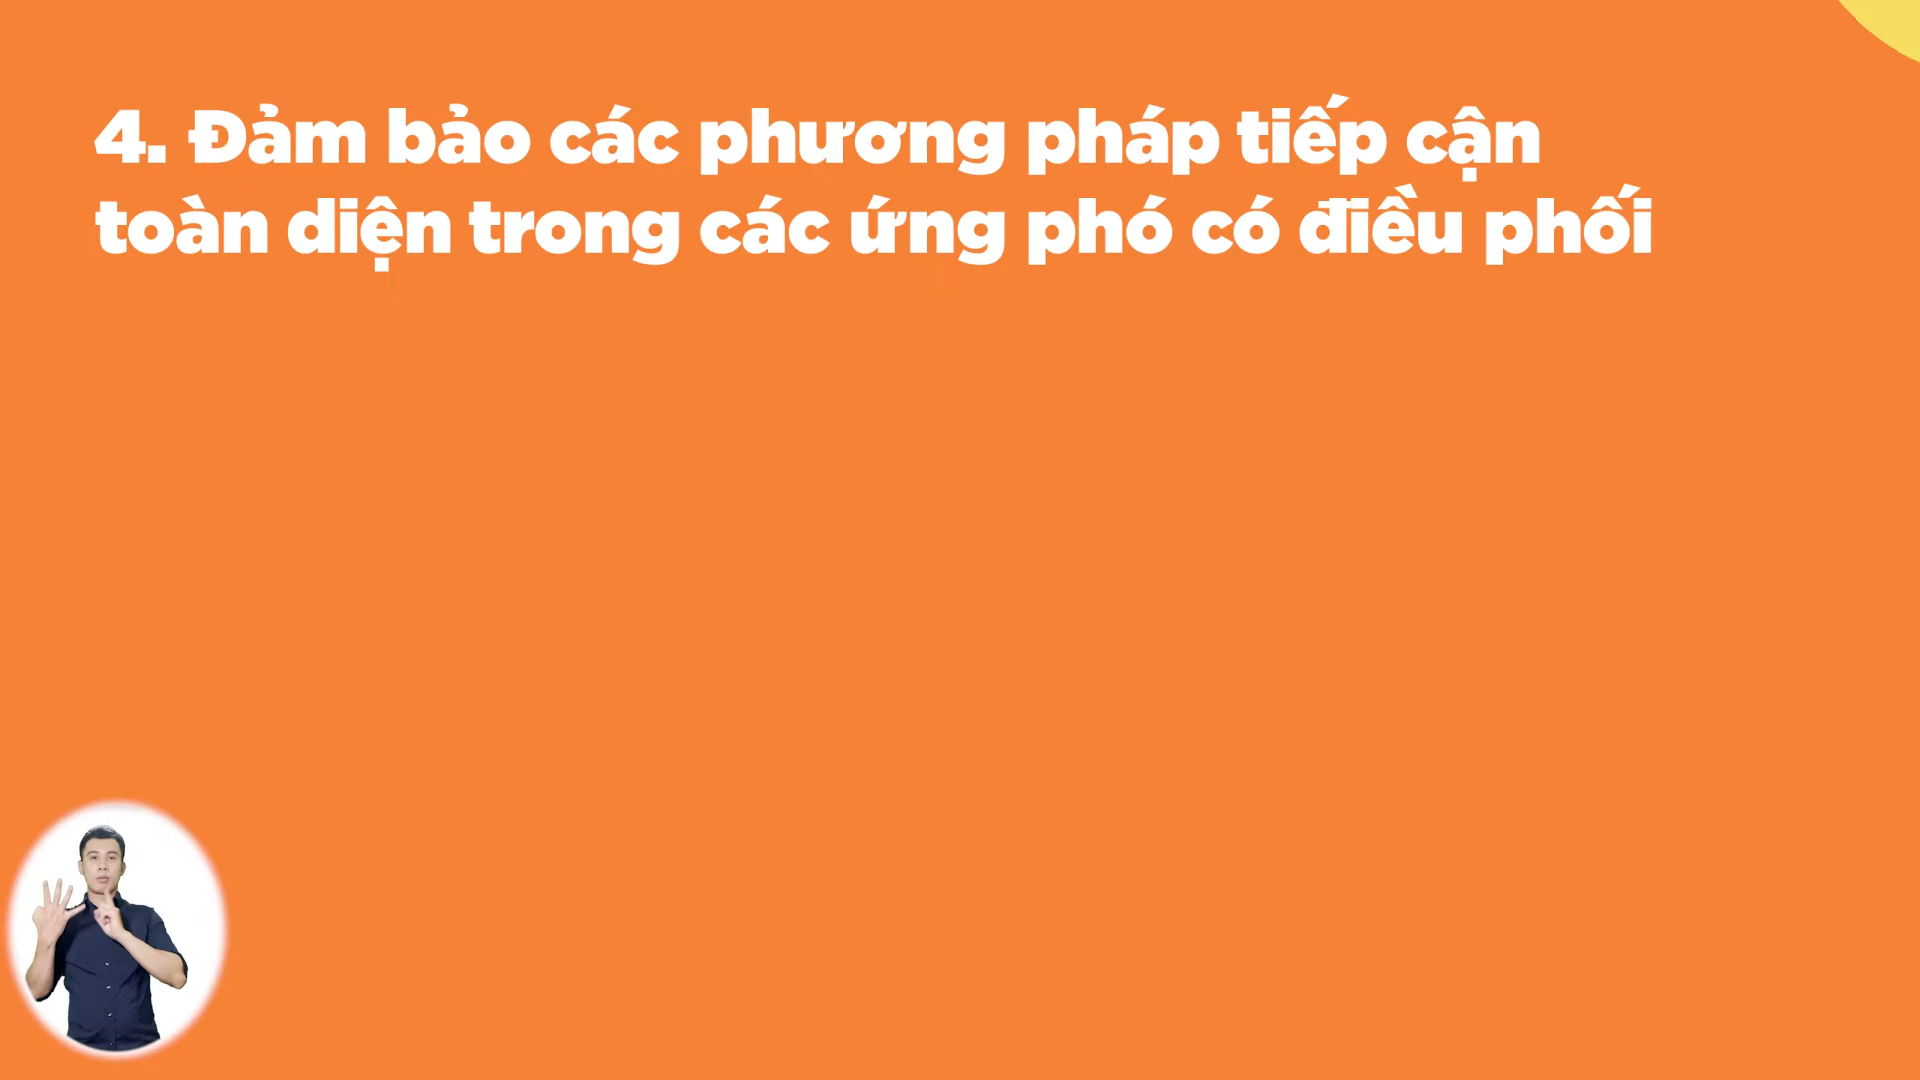 4. Đảm bảo các phương pháp tiếp cận
toàn diện trong các ứng phó có điều phối